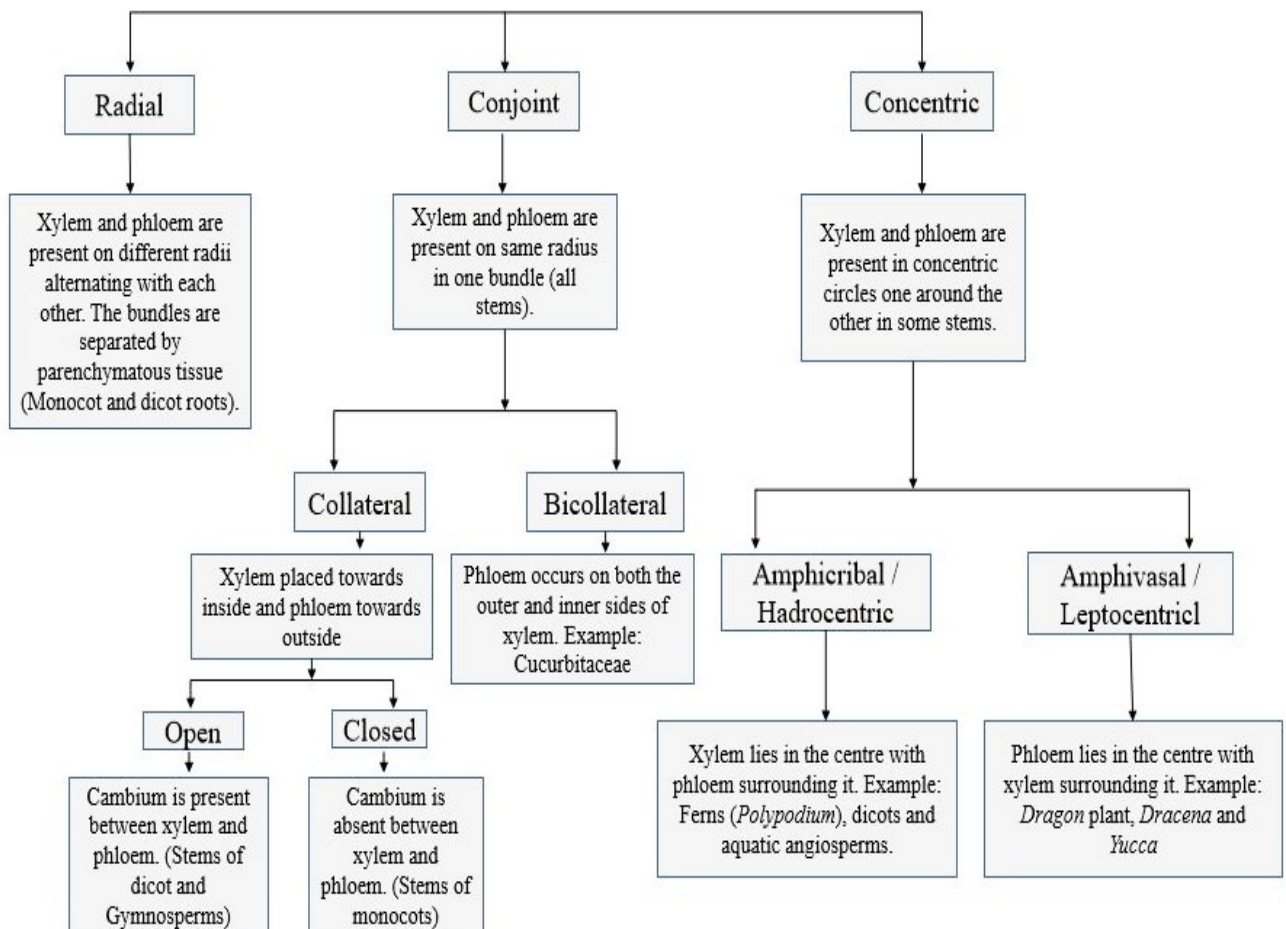 Radial
Conjoint
Concentric
Xylem and phloem are
present on different radii
alternating with each
other. The bundles are
separated by
parenchymatous tissue
(Monocot and dicot roots).
Xylem and phloem are
present on same radius
in one bundle (all
stems).
Xylem and phloem are
present in concentric
circles one around the
other in some stems.
Collateral
Bicollateral
Xylem placed towards
inside and phloem towards
outside
Phloem occurs on both the
outer and inner sides of
xylem. Example:
Cucurbitaceae
Amphicribal /
Hadrocentric
Amphivasal /
Leptocentricl
Open
Closed
Cambium is present
between xylem and
phloem. (Stems of
dicot and
Gymnosperms)
Cambium is
absent between
xylem and
phloem. (Stems of
monocots)
Xylem lies in the centre with
phloem surrounding it. Example:
Ferns (Polypodium), dicots and
aquatic angiosperms.
Phloem lies in the centre with
xylem surrounding it. Example:
Dragon plant, Dracena and
Yucca